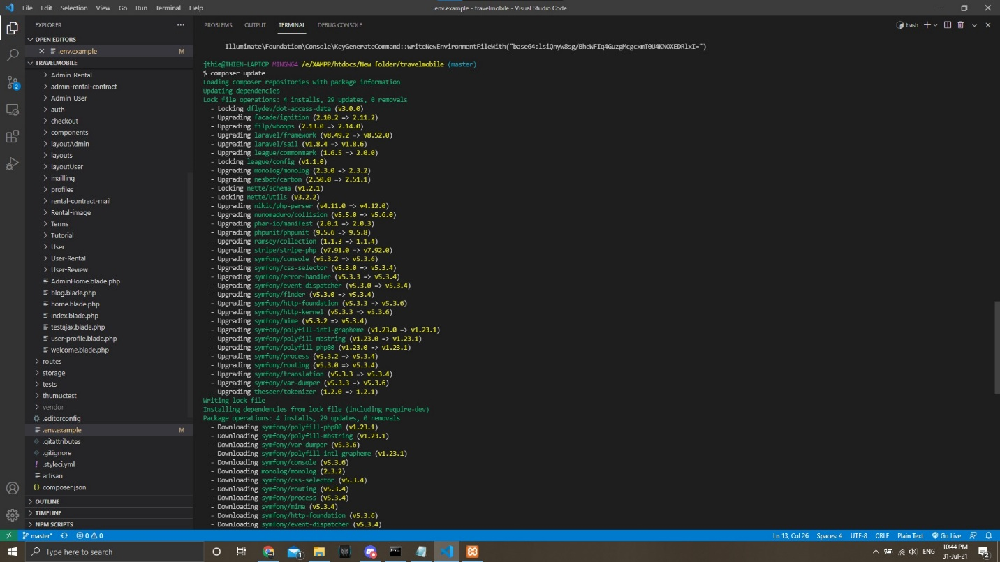 File Edit Selection View Go Run Terminal Help
.env.example - travelmobile - Visual Studio Code
EXPLORER
OPEN EDITORS
.env.example M
TRAVELMOBILE
Admin-Rental
admin-rental-contract
Admin-User
auth
checkout
components
layoutAdmin
layouts
layoutUser
mailling
profiles
rental-contract-mail
Rental-image
Terms
Tutorial
User
User-Rental
User-Review
AdminHome.blade.php
blog.blade.php
home.blade.php
index.blade.php
testajax.blade.php
user-profile.blade.php
welcome.blade.php
routes
storage
tests
thumuctest
vendor
.editorconfig
.env.example M
.gitattributes
.gitignore
.styleci.yml
artisan
composer.json
OUTLINE
TIMELINE
NPM SCRIPTS
2
PROBLEMS OUTPUT TERMINAL DEBUG CONSOLE
bash
Illuminate\Foundation\Console\KeyGenerateCommand::writeNewEnvironmentFileWith("base64:lsiQnyW8sg/BheWFIq4GuzgMcgcxmT0U4KNOXEDRlxI=")
jthie@THIEN-LAPTOP MINGW64 /e/XAMPP/htdocs/New folder/travelmobile (master)
$ composer update
Loading composer repositories with package information
Updating dependencies
Lock file operations: 4 installs, 29 updates, 0 removals
- Locking dflydev/dot-access-data (v3.0.0)
- Upgrading facade/ignition (2.10.2 => 2.11.2)
- Upgrading filp/whoops (2.13.0 => 2.14.0)
- Upgrading laravel/framework (v8.49.2 => v8.52.0)
- Upgrading laravel/sail (v1.8.4 => v1.8.6)
- Upgrading league/commonmark (1.6.5 => 2.0.0)
- Locking league/config (v1.1.0)
- Upgrading monolog/monolog (2.3.0 => 2.3.2)
- Upgrading nesbot/carbon (2.50.0 => 2.51.1)
- Locking nette/schema (v1.2.1)
- Locking nette/utils (v3.2.2)
- Upgrading nikic/php-parser (v4.11.0 => v4.12.0)
- Upgrading nunomaduro/collision (v5.5.0 => v5.6.0)
- Upgrading phar-io/manifest (2.0.1 => 2.0.3)
- Upgrading phpunit/phpunit (9.5.6 => 9.5.8)
- Upgrading ramsey/collection (1.1.3 => 1.1.4)
- Upgrading stripe/stripe-php (v7.91.0 => v7.92.0)
- Upgrading symfony/console (v5.3.2 => v5.3.6)
- Upgrading symfony/css-selector (v5.3.0 => v5.3.4)
- Upgrading symfony/error-handler (v5.3.3 => v5.3.4)
- Upgrading symfony/event-dispatcher (v5.3.0 => v5.3.4)
- Upgrading symfony/finder (v5.3.0 => v5.3.4)
- Upgrading symfony/http-foundation (v5.3.3 => v5.3.6)
- Upgrading symfony/http-kernel (v5.3.3 => v5.3.6)
- Upgrading symfony/mime (v5.3.2 => v5.3.4)
- Upgrading symfony/polyfill-intl-grapheme (v1.23.0 => v1.23.1)
- Upgrading symfony/polyfill-mbstring (v1.23.0 => v1.23.1)
- Upgrading symfony/polyfill-php80 (v1.23.0 => v1.23.1)
- Upgrading symfony/process (v5.3.2 => v5.3.4)
- Upgrading symfony/routing (v5.3.0 => v5.3.4)
- Upgrading symfony/translation (v5.3.3 => v5.3.4)
- Upgrading symfony/var-dumper (v5.3.3 => v5.3.6)
- Upgrading theseer/tokenizer (1.2.0 => 1.2.1)
Writing lock file
Installing dependencies from lock file (including require-dev)
Package operations: 4 installs, 29 updates, 0 removals
- Downloading symfony/polyfill-php80 (v1.23.1)
- Downloading symfony/polyfill-mbstring (v1.23.1)
- Downloading symfony/var-dumper (v5.3.6)
- Downloading symfony/polyfill-intl-grapheme (v1.23.1)
- Downloading symfony/console (v5.3.6)
- Downloading monolog/monolog (2.3.2)
- Downloading symfony/css-selector (v5.3.4)
- Downloading symfony/routing (v5.3.4)
- Downloading symfony/process (v5.3.4)
- Downloading symfony/mime (v5.3.4)
- Downloading symfony/http-foundation (v5.3.6)
- Downloading symfony/event-dispatcher (v5.3.4)
master* 0 0
Ln 13, Col 26 Spaces: 4 UTF-8 CRLF Plain Text Go Live
Type here to search
1
ENG
10:44 PM
31-Jul-21
2